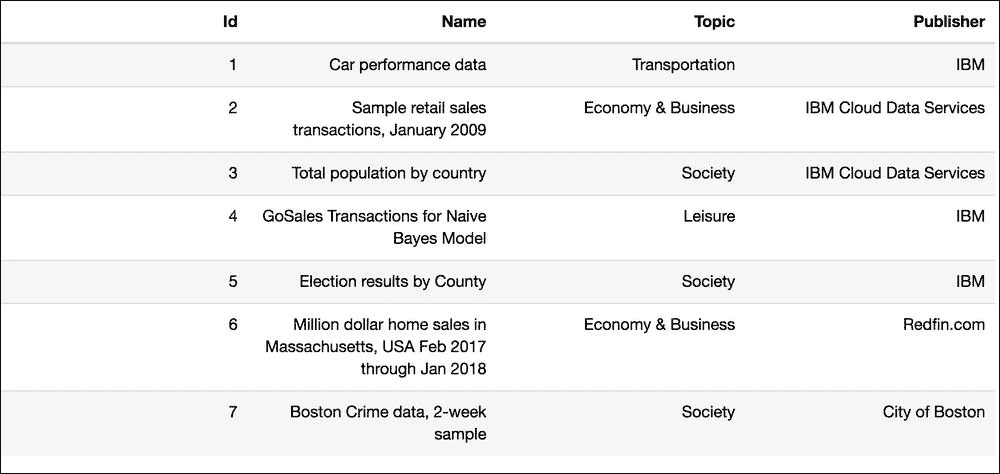 Id Name Topic Publisher
1 Car performance data Transportation IBM
2 Sample retail sales Economy & Business IBM Cloud Data Services
transactions, January 2009
3 Total population by country Society IBM Cloud Data Services
4 GoSales Transactions for Naive Leisure IBM
Bayes Model
5 Election results by County Society IBM
6 Million dollar home sales in Economy & Business Redfin.com
Massachusetts, USA Feb 2017
through Jan 2018
7 Boston Crime data, 2-week Society City of Boston
sample